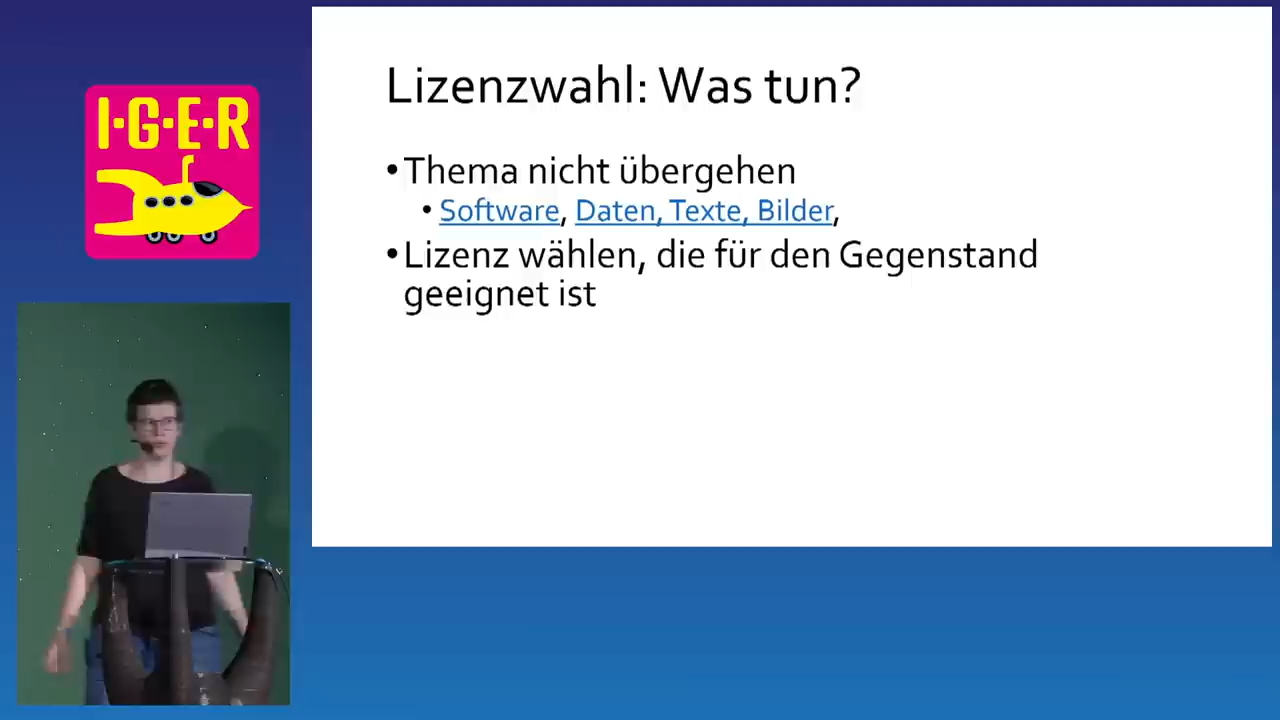 I·G·E·R
Lizenzwahl: Was tun?
•Thema nicht übergehen
• Software, Daten, Texte, Bilder,
•Lizenz wählen, die für den Gegenstand
geeignet ist